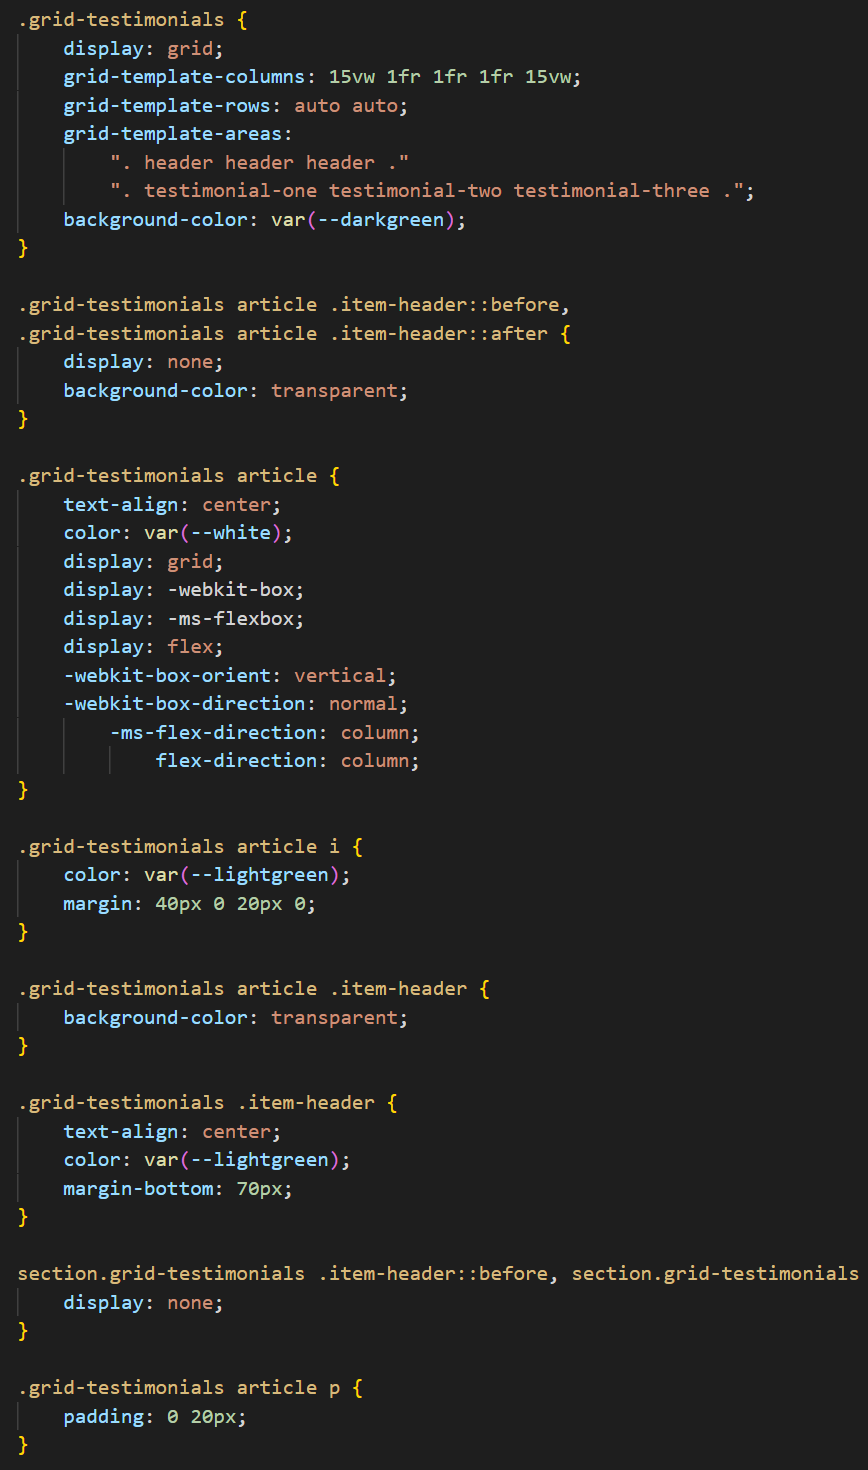 .grid-testimonials {
    display: grid;
    grid-template-columns: 15vw 1fr 1fr 1fr 15vw;
    grid-template-rows: auto auto;
    grid-template-areas:
        ". header header header ."
        ". testimonial-one testimonial-two testimonial-three .";
    background-color: var(--darkgreen);
}

.grid-testimonials article .item-header::before,
.grid-testimonials article .item-header::after {
    display: none;
    background-color: transparent;
}

.grid-testimonials article {
    text-align: center;
    color: var(--white);
    display: grid;
    display: -webkit-box;
    display: -ms-flexbox;
    display: flex;
    -webkit-box-orient: vertical;
    -webkit-box-direction: normal;
        -ms-flex-direction: column;
            flex-direction: column;
}

.grid-testimonials article i {
    color: var(--lightgreen);
    margin: 40px 0 20px 0;
}

.grid-testimonials article .item-header {
    background-color: transparent;
}

.grid-testimonials .item-header {
    text-align: center;
    color: var(--lightgreen);
    margin-bottom: 70px;
}

section.grid-testimonials .item-header::before, section.grid-testimonials
    display: none;
}

.grid-testimonials article p {
    padding: 0 20px;
}